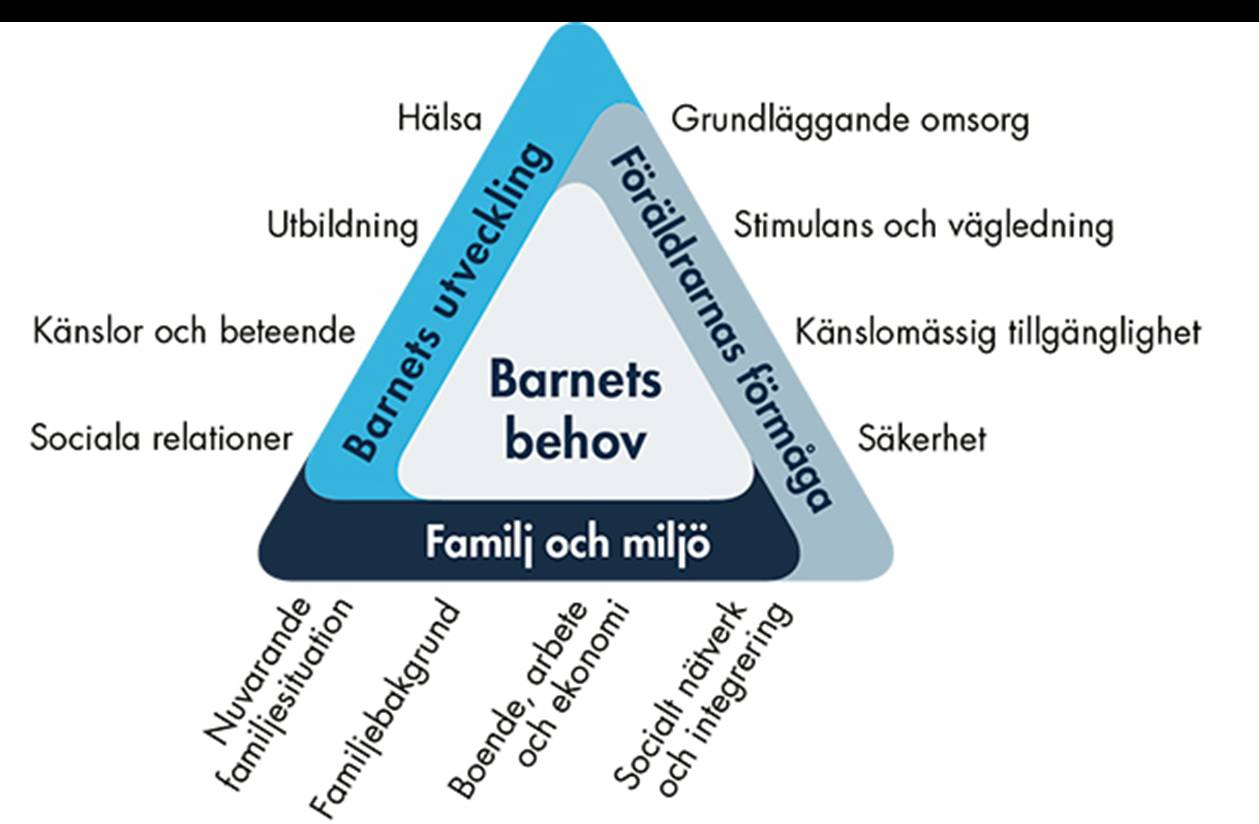 Hälsa
Utbildning
Känslor och beteende
Sociala relationer
Barnets utveckling
Grundläggande omsorg
Stimulans och vägledning
Känslomässig tillgänglighet
Säkerhet
Föräldrarnas förmåga
Barnets
behov
Familj och miljö
Nuvarande
familjesituation
Familjebakgrund
Boende, arbete
och ekonomi
Socialt nätverk
och integrering